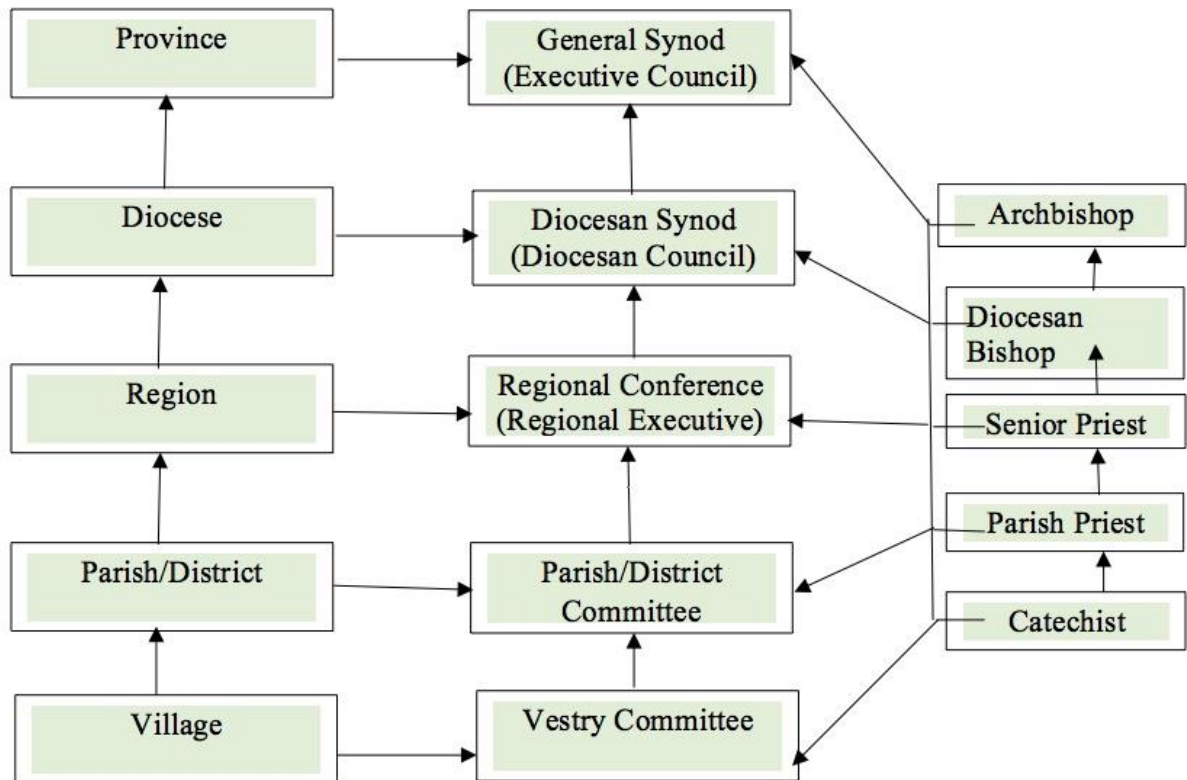 Province
General Synod
(Executive Council)
Diocese
Diocesan Synod
(Diocesan Council)
Archbishop
Diocesan
Bishop
Region
Regional Conference
(Regional Executive)
Senior Priest
Parish Priest
Parish/District
Parish/District
Committee
Catechist
Village
Vestry Committee